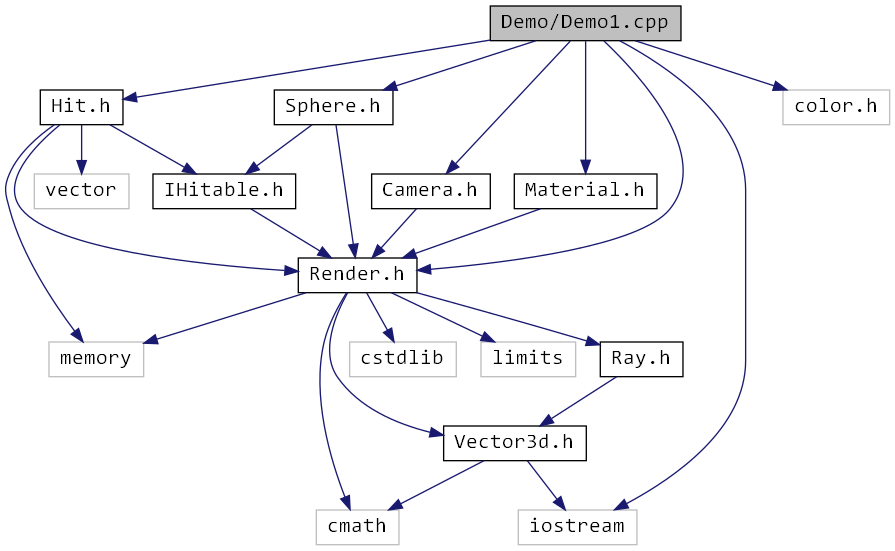 Demo/Demo1.cpp
Hit.h
Sphere.h
color.h
vector
IHitable.h
Camera.h
Material.h
Render.h
memory
cstdlib
limits
Ray.h
Vector3d.h
cmath
iostream